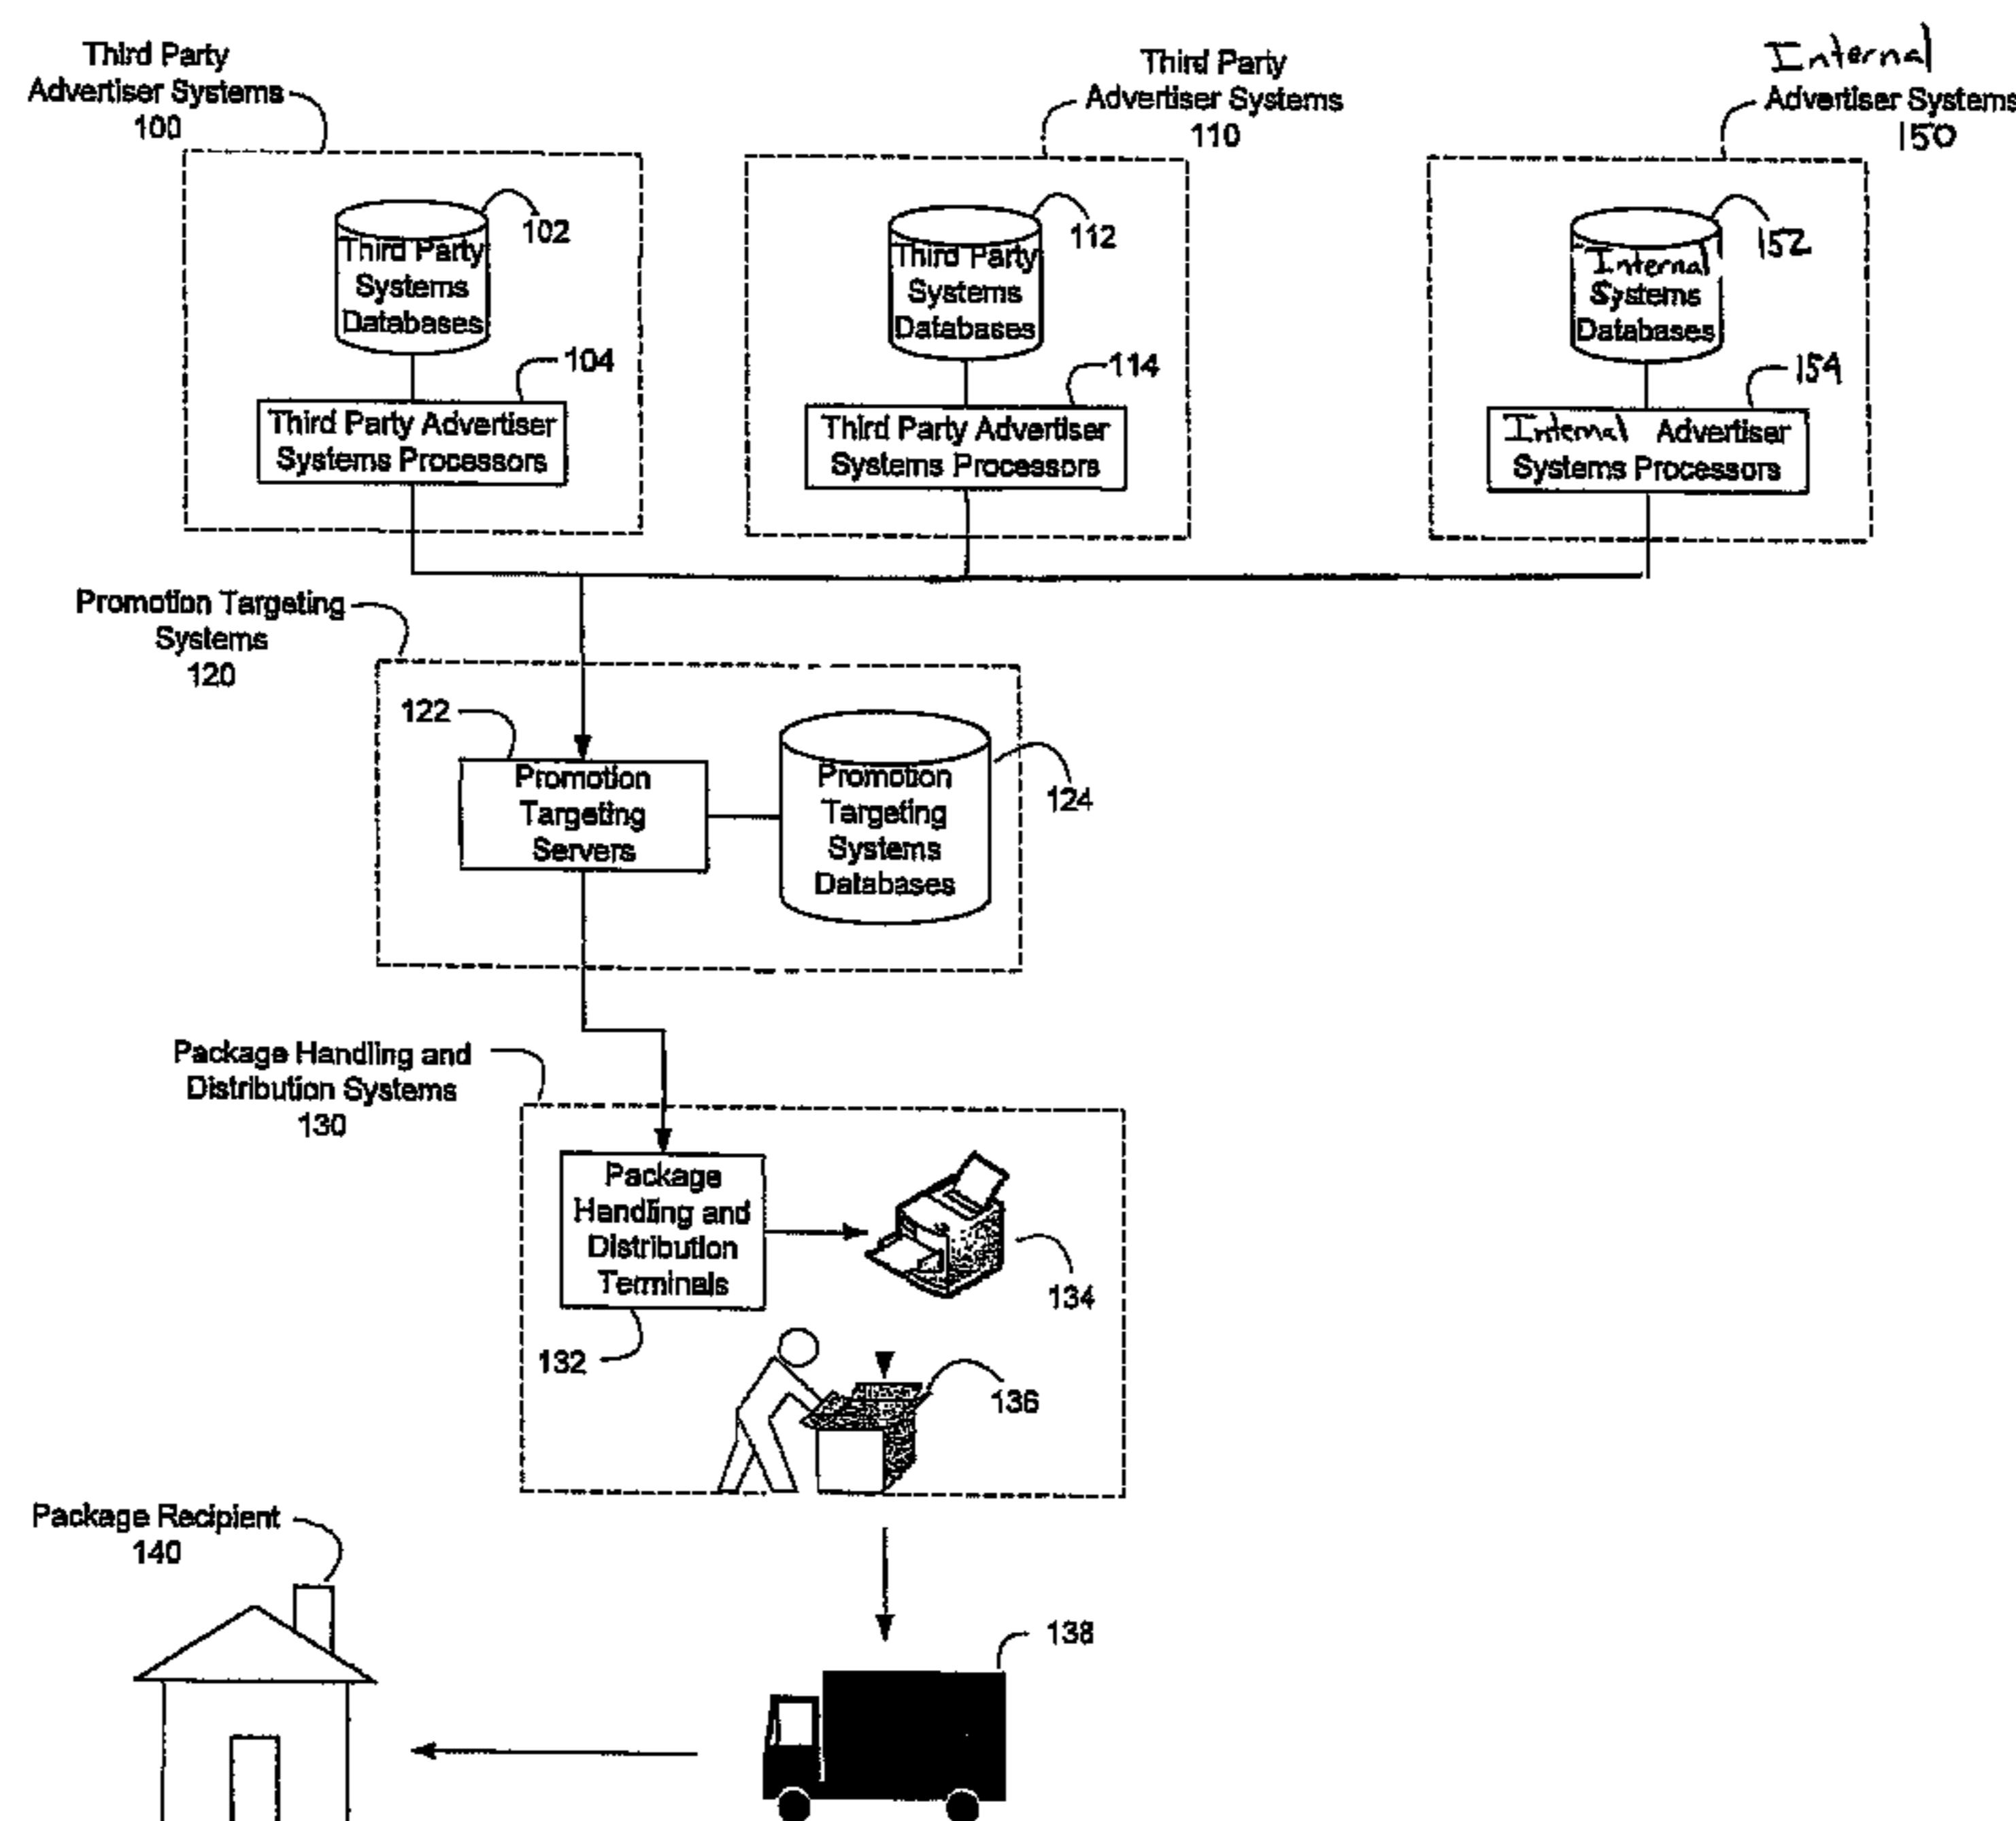 Third Party
Advertiser Systems
100
Third Party
Advertiser Systems
110
Internal
Advertiser Systems
150
Third Party
Systems
Databases
102
104
Third Party Advertiser
Systems Processors
Third Party
Systems
Databases
112
114
Third Party Advertiser
Systems Processors
Internal
Systems
Databases
152
154
Internal Advertiser
Systems Processors
Promotion Targeting
Systems
120
122
Promotion
Targeting
Servers
Promotion
Targeting
Systems
Databases
124
Package Handling and
Distribution Systems
130
Package
Handling and
Distribution
Terminals
132
134
136
Package Recipient
140
138